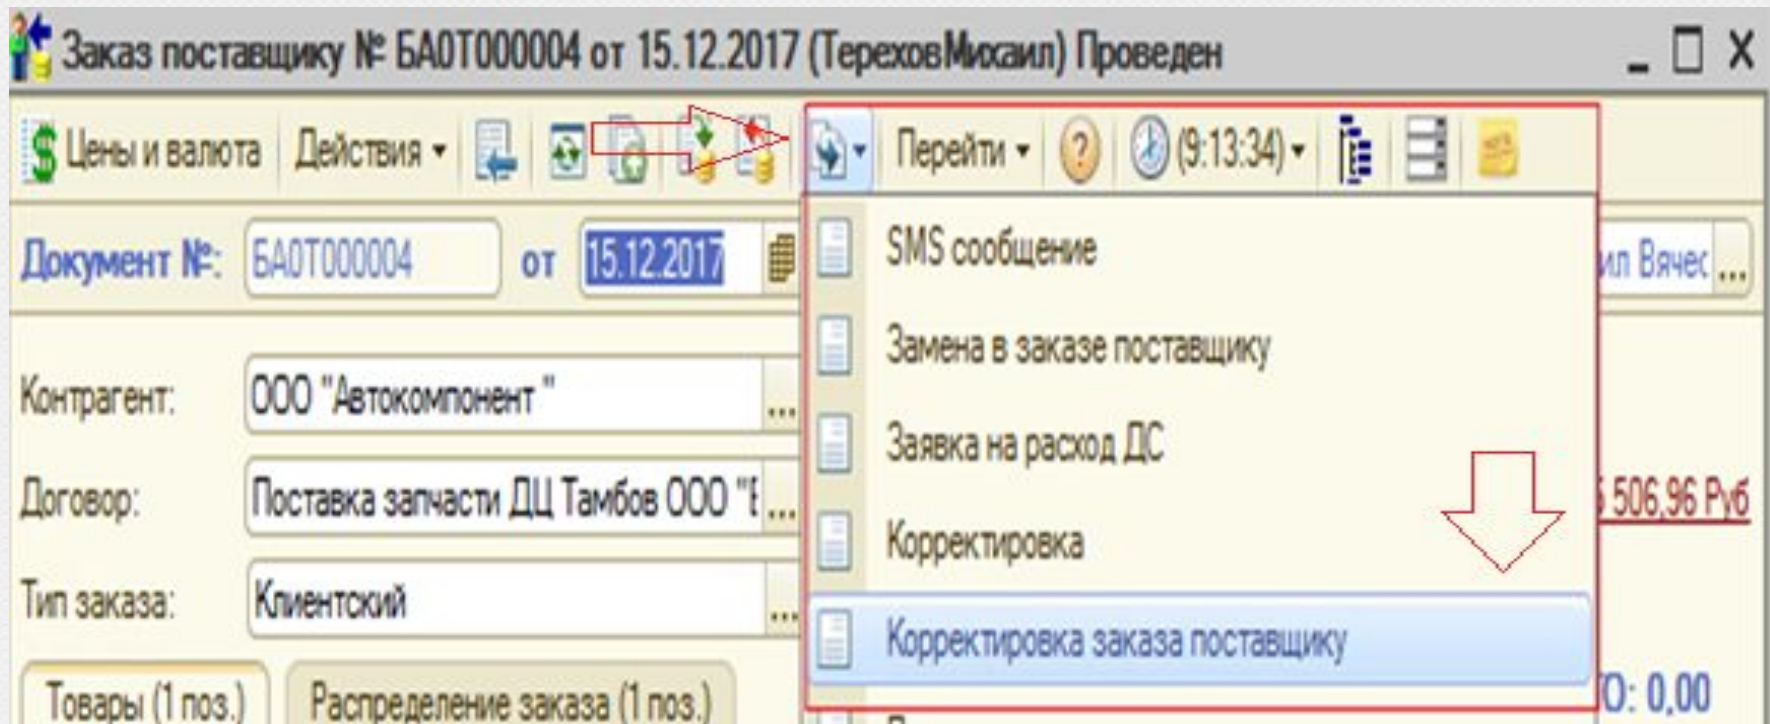 Заказ поставщику № БА0Т000004 от 15.12.2017 (ТереховМихаил) Проведен
Цены и валюта Действия Перейти (9:13:34)
Документ №: БА0Т000004 от 15.12.2017 ил Вячес ...
SMS сообщение
Замена в заказе поставщику
Контрагент: ООО "Автокомпонент " ...
Заявка на расход ДС
Договор: Поставка запчасти ДЦ Тамбов ООО "Е ... 506,96 Руб
Корректировка
Тип заказа: Клиентский ...
Корректировка заказа поставщику
Товары (1 поз.) Распределение заказа (1 поз.) 0,00